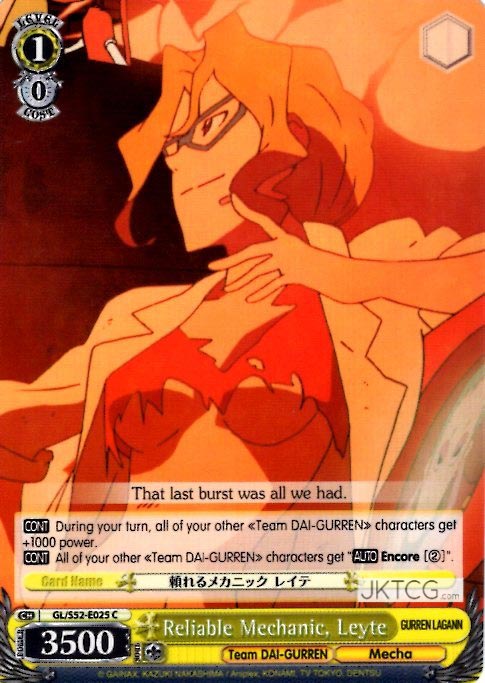 LEVEL
1
0
COST
That last burst was all we had.
CONT During your turn, all of your other «Team DAI-GURREN» characters get
+1000 power.
CONT All of your other «Team DAI-GURREN» characters get "AUTO Encore [②]".
Card Name 頼れるメカニック レイテ
JKTCG.com
CH GL/S52-E025 C
POWER 3500 SOUL Reliable Mechanic, Leyte GURREN LAGANN
Team DAI-GURREN Mecha
© GAINAX, KAZUKI NAKASHIMA / Aniplex, KONAMI, TV TOKYO, DENTSU